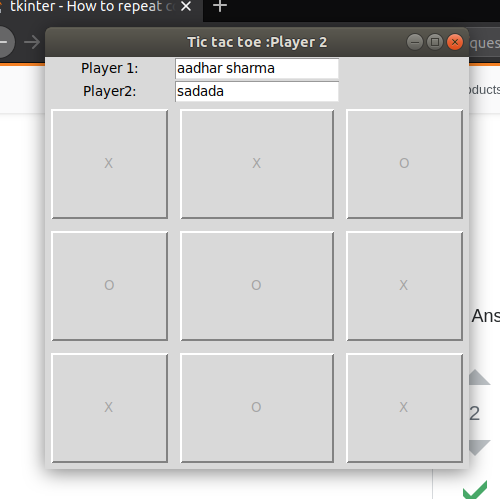 tkinter - How to repeat c
Tic tac toe :Player 2
ques
Player 1: aadhar sharma
Player2: sadada
oducts
X X O
O O X
Ans
X O X
2